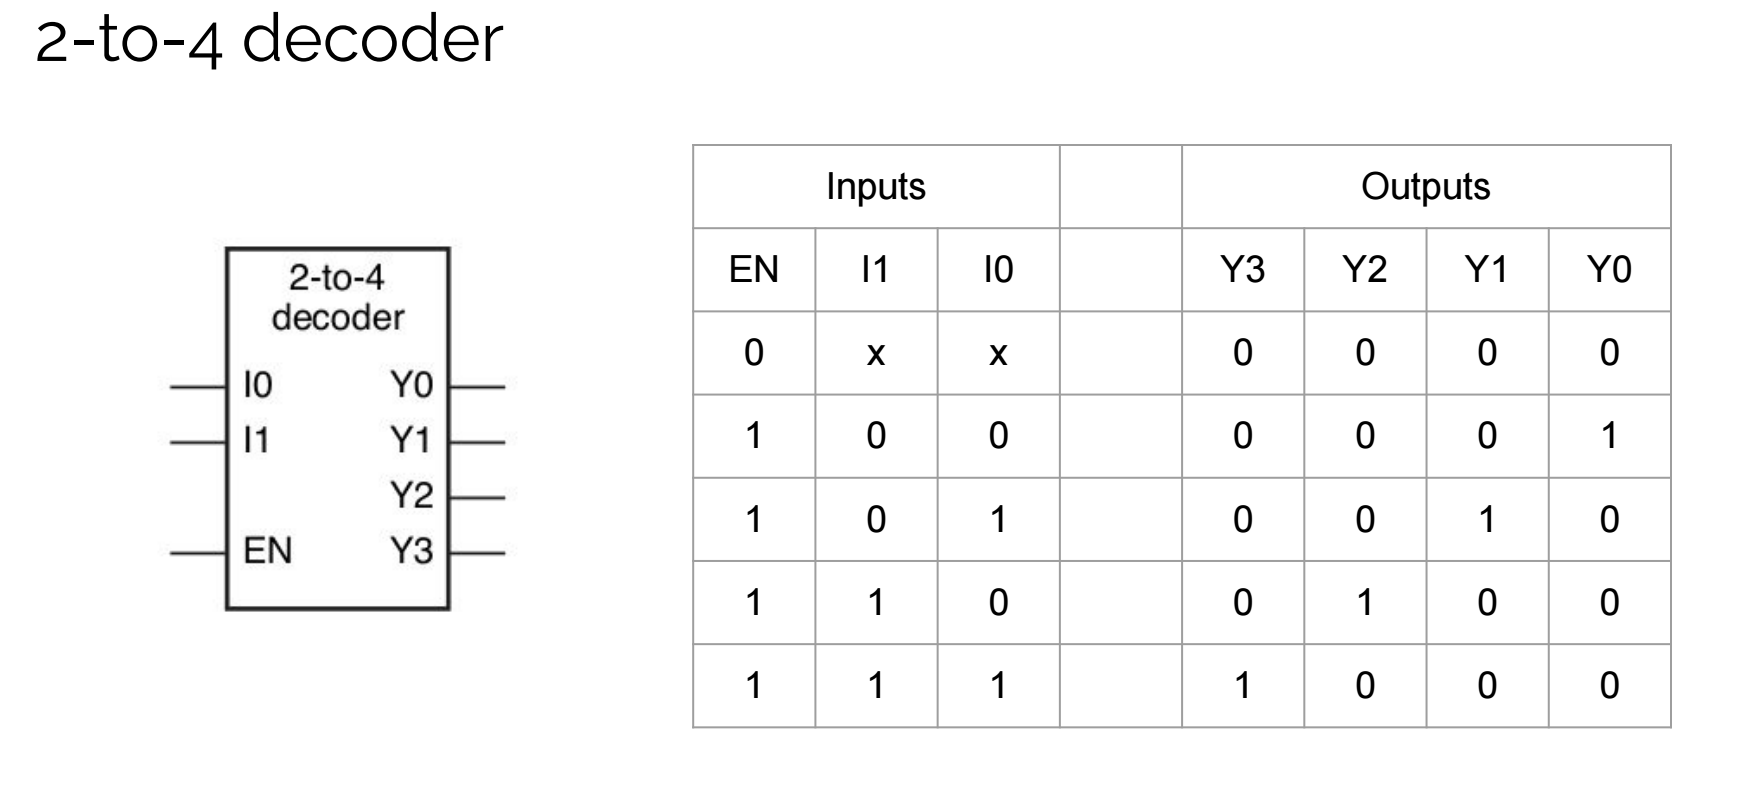 2-to-4 decoder
2-to-4
decoder
I0 Y0
I1 Y1
Y2
EN Y3
Inputs Outputs
EN I1 I0 Y3 Y2 Y1 Y0
0 x x 0 0 0 0
1 0 0 0 0 0 1
1 0 1 0 0 1 0
1 1 0 0 1 0 0
1 1 1 1 0 0 0